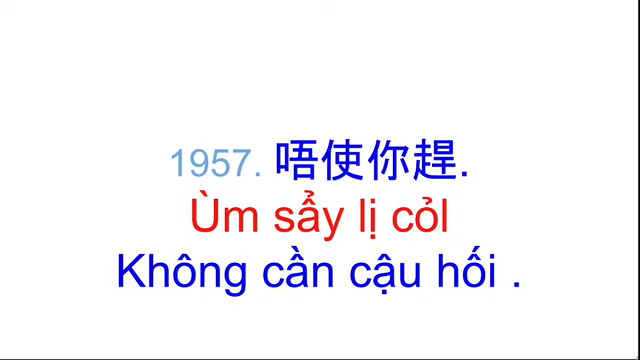 1957. 唔使你趕.
Ùm sẩy lị cỏl
Không cần cậu hối .